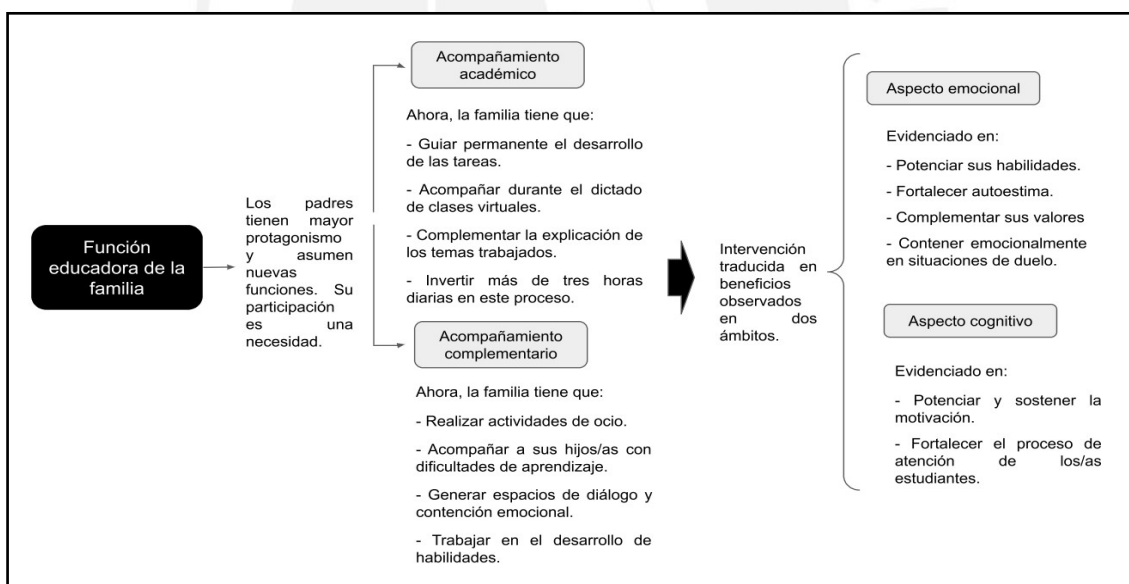 Función
educadora de la
familia
Los padres
tienen mayor
protagonismo
y asumen
nuevas
funciones. Su
participación
es una
necesidad.
Acompañamiento
académico
Ahora, la familia tiene que:
- Guiar permanente el desarrollo
de las tareas.
- Acompañar durante el dictado
de clases virtuales.
- Complementar la explicación de
los temas trabajados.
- Invertir más de tres horas
diarias en este proceso.
Acompañamiento
complementario
Ahora, la familia tiene que:
- Realizar actividades de ocio.
- Acompañar a sus hijos/as con
dificultades de aprendizaje.
- Generar espacios de diálogo y
contención emocional.
- Trabajar en el desarrollo de
habilidades.
Intervención
traducida en
beneficios
observados
en dos
ámbitos.
Aspecto emocional
Evidenciado en:
- Potenciar sus habilidades.
- Fortalecer autoestima.
- Complementar sus valores
- Contener emocionalmente
en situaciones de duelo.
Aspecto cognitivo
Evidenciado en:
- Potenciar y sostener la
motivación.
- Fortalecer el proceso de
atención de los/as
estudiantes.